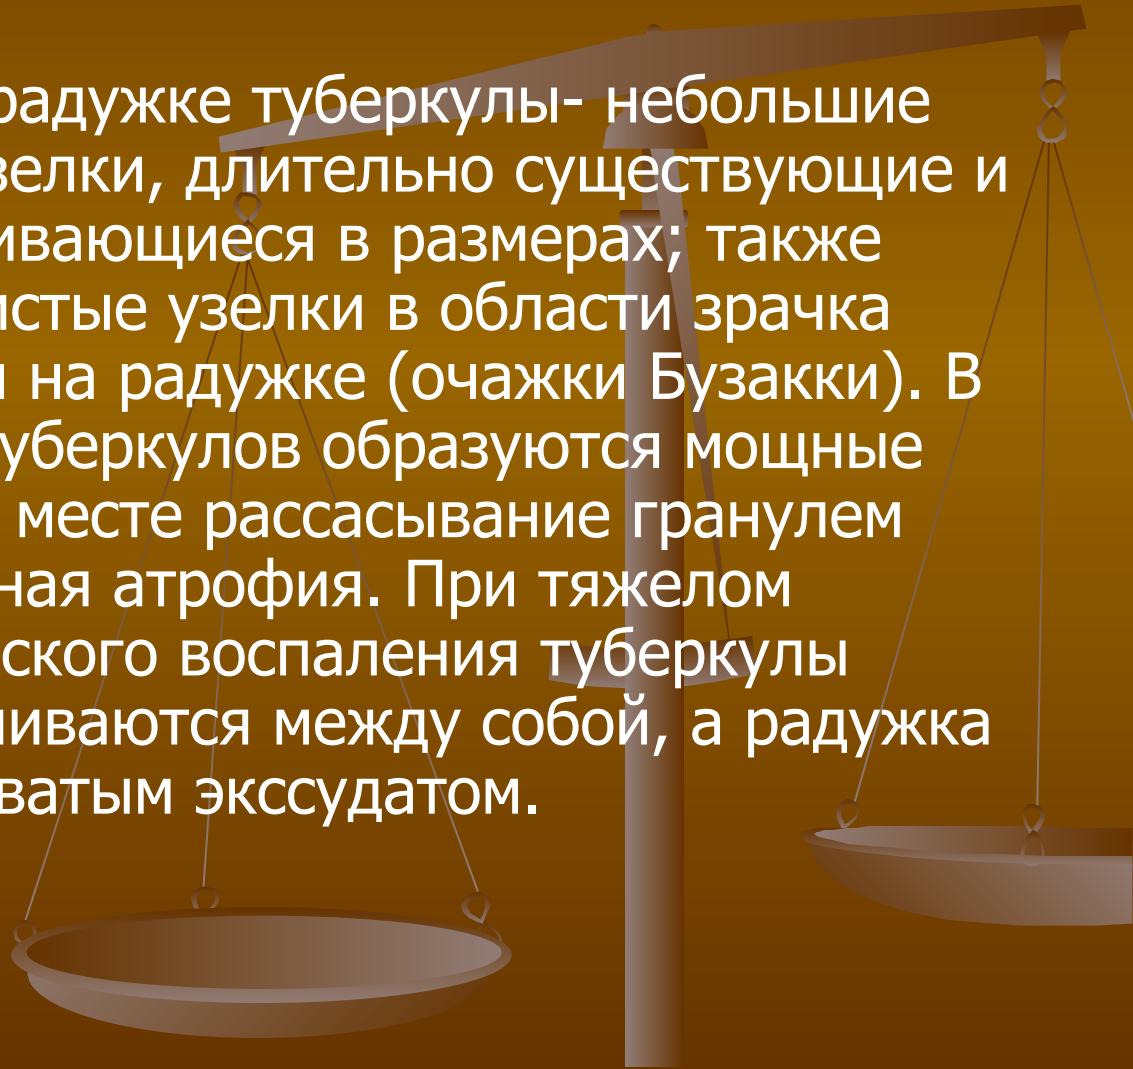 радужке туберкулы- небольшие
зелки, длительно существующие и
ивающиеся в размерах; также
истые узелки в области зрачка
и на радужке (очажки Бузакки). В
уберкулов образуются мощные
месте рассасывание гранулем
ная атрофия. При тяжелом
ского воспаления туберкулы
ливаются между собой, а радужка
ватым экссудатом.